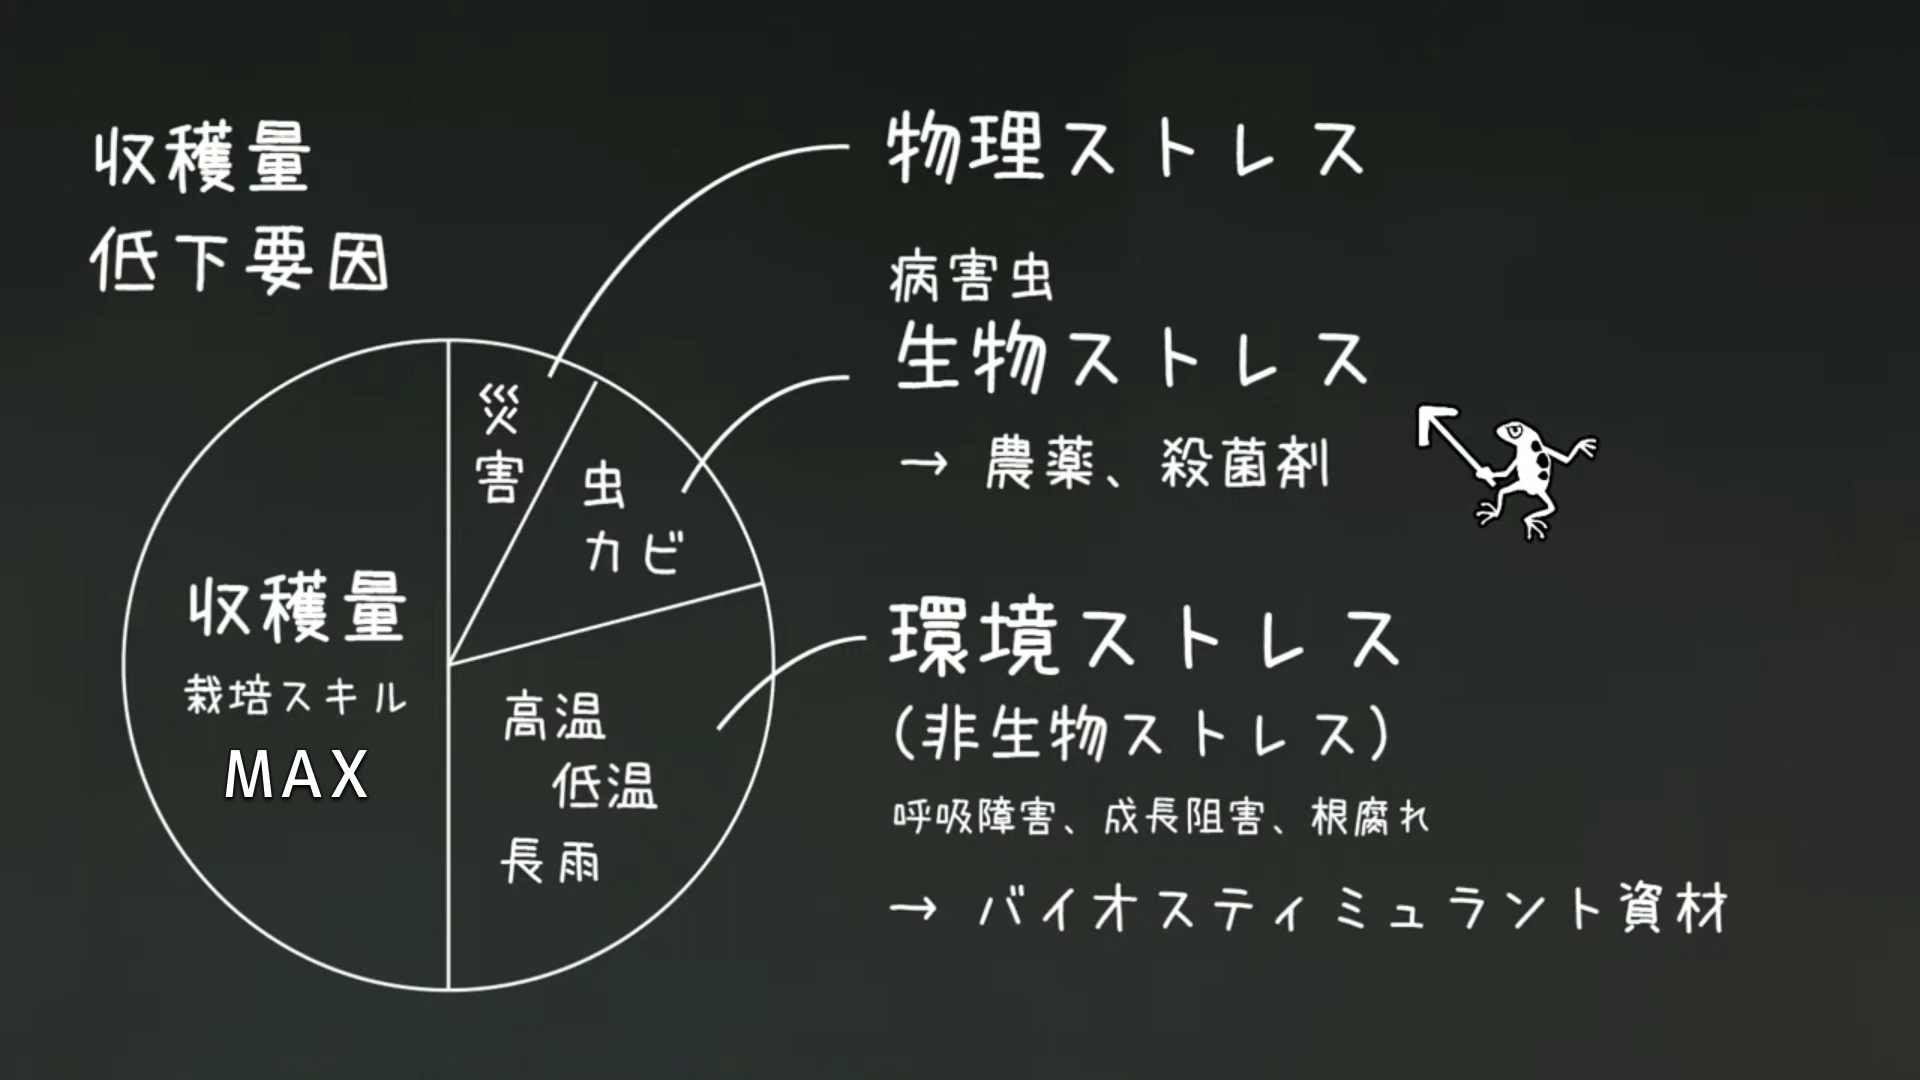 収穫量
低下要因
物理ストレス
病害虫
生物ストレス
→ 農薬、殺菌剤
環境ストレス
（非生物ストレス）
呼吸障害、成長阻害、根腐れ
→ バイオスティミュラント資材
災害
虫
カビ
収穫量
栽培スキル
MAX
高温
低温
長雨